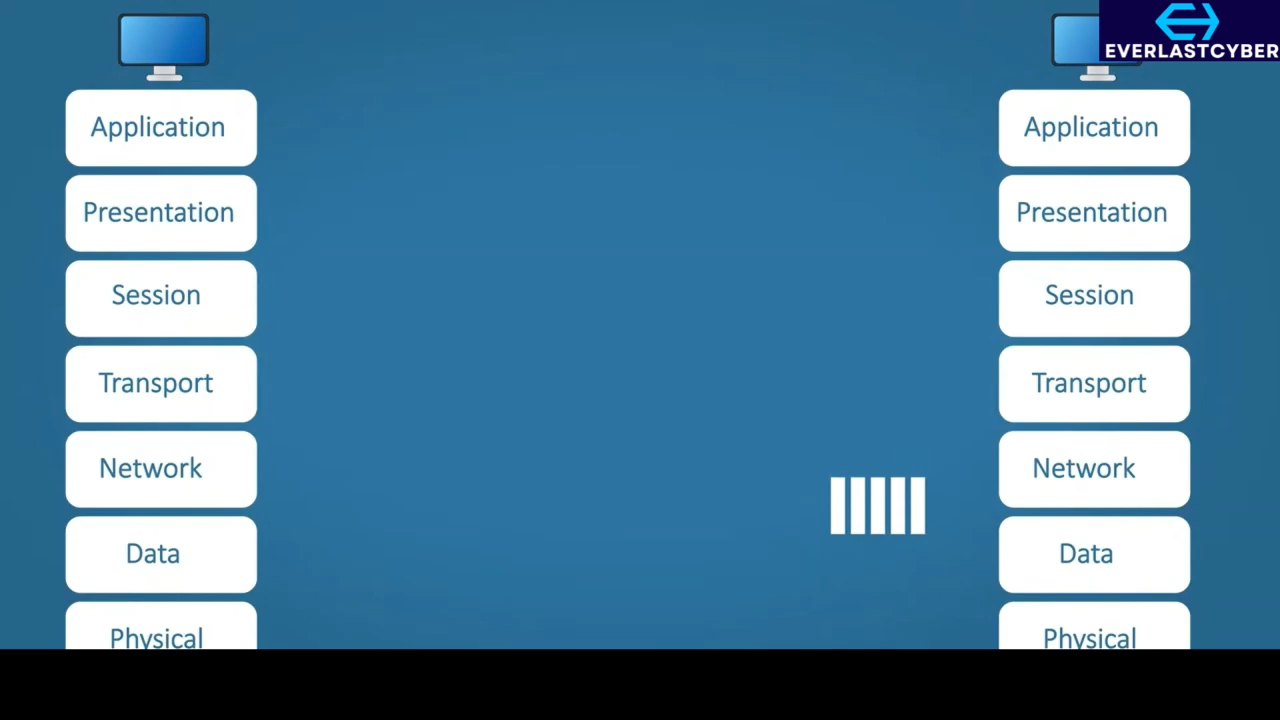 EVERLASTCYBER
Application
Presentation
Session
Transport
Network
Data
Physical
Application
Presentation
Session
Transport
Network
Data
Physical